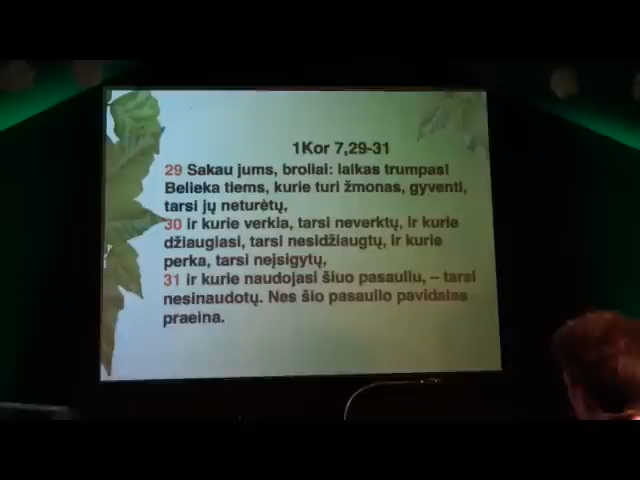 1Kor 7,29-31
29 Sakau jums, broliai: laikas trumpas!
Belieka tiems, kurie turi žmonas, gyventi,
tarsi jų neturėtų,
30 ir kurie verkia, tarsi neverktų, ir kurie
džiaugiasi, tarsi nesidžiaugtų, ir kurie
perka, tarsi neįsigytų,
31 ir kurie naudojasi šiuo pasauliu, – tarsi
nesinaudotų. Nes šio pasaulio pavidalas
praeina.